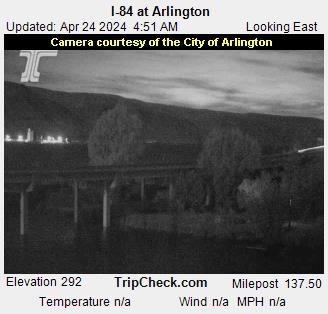 I-84 at Arlington
Updated: Apr 24 2024 4:51 AM Looking East
Camera courtesy of the City of Arlington
Elevation 292 TripCheck.com Milepost 137.50
Temperature n/a Wind n/a MPH n/a